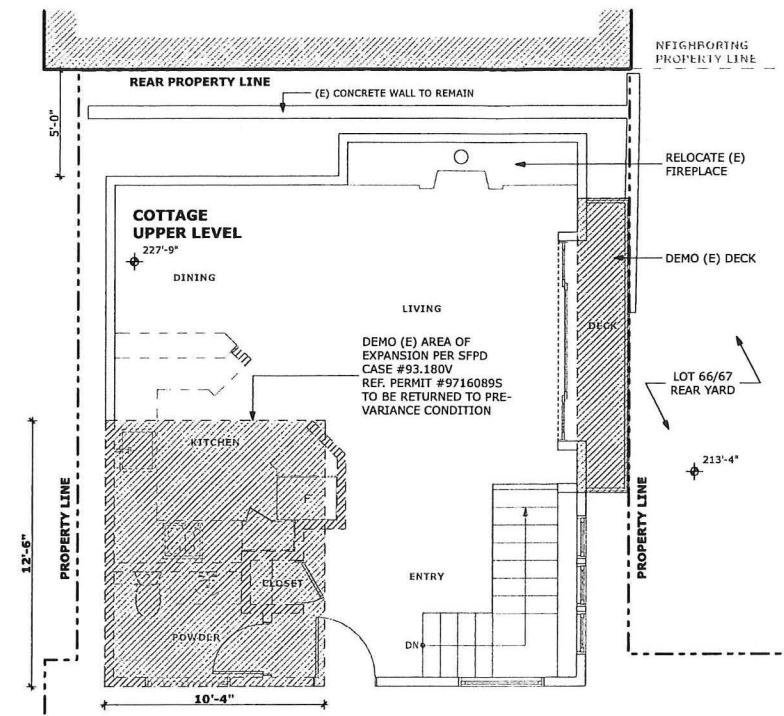 NEIGHBORING
PROPERTY LINE
REAR PROPERTY LINE
(E) CONCRETE WALL TO REMAIN
5'-0"
RELOCATE (E)
FIREPLACE
COTTAGE
UPPER LEVEL
227'-9"
DINING
DEMO (E) DECK
LIVING
DECK
DEMO (E) AREA OF
EXPANSION PER SFPD
CASE #93.180V
REF. PERMIT #9716089S
TO BE RETURNED TO PRE-
VARIANCE CONDITION
LOT 66/67
REAR YARD
KITCHEN
213'-4"
F
PROPERTY LINE
12'-6"
PROPERTY LINE
CLOSET
ENTRY
POWDER
DN
10'-4"